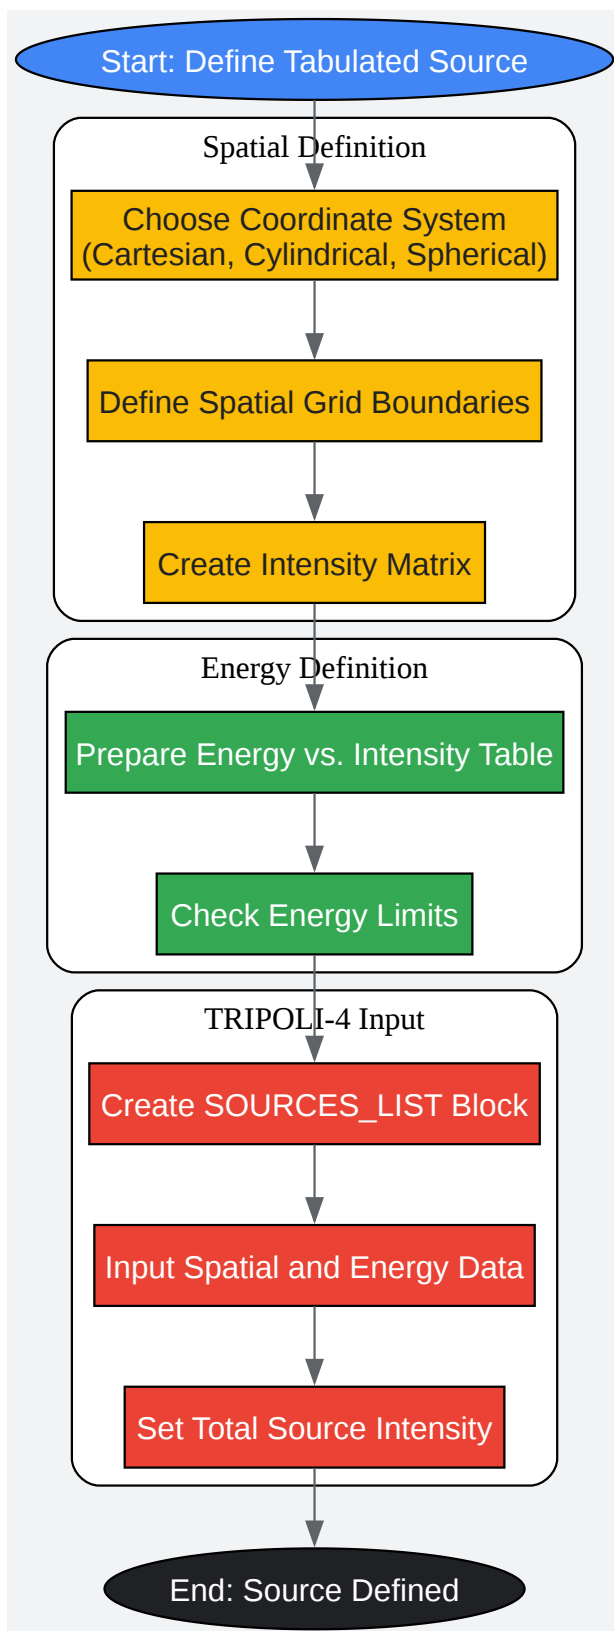 Start: Define Tabulated Source
Spatial Definition
Choose Coordinate System
(Cartesian, Cylindrical, Spherical)
Define Spatial Grid Boundaries
Create Intensity Matrix
Energy Definition
Prepare Energy vs. Intensity Table
Check Energy Limits
TRIPOLI-4 Input
Create SOURCES_LIST Block
Input Spatial and Energy Data
Set Total Source Intensity
End: Source Defined